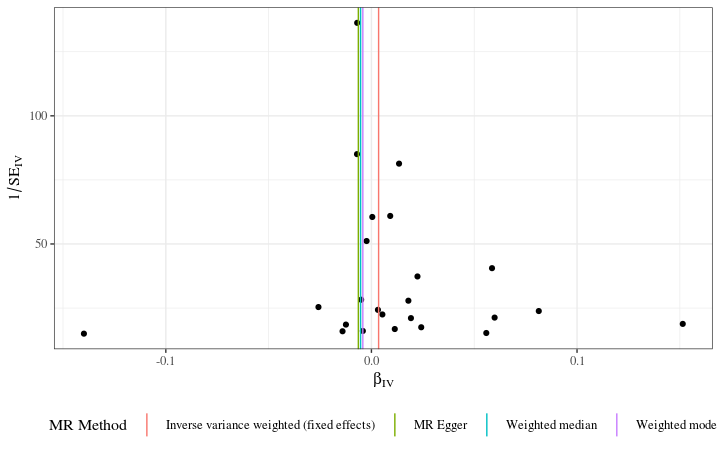 100
50
1/SE_IV
-0.1
0.0
0.1
β_IV
MR Method
Inverse variance weighted (fixed effects)
MR Egger
Weighted median
Weighted mode